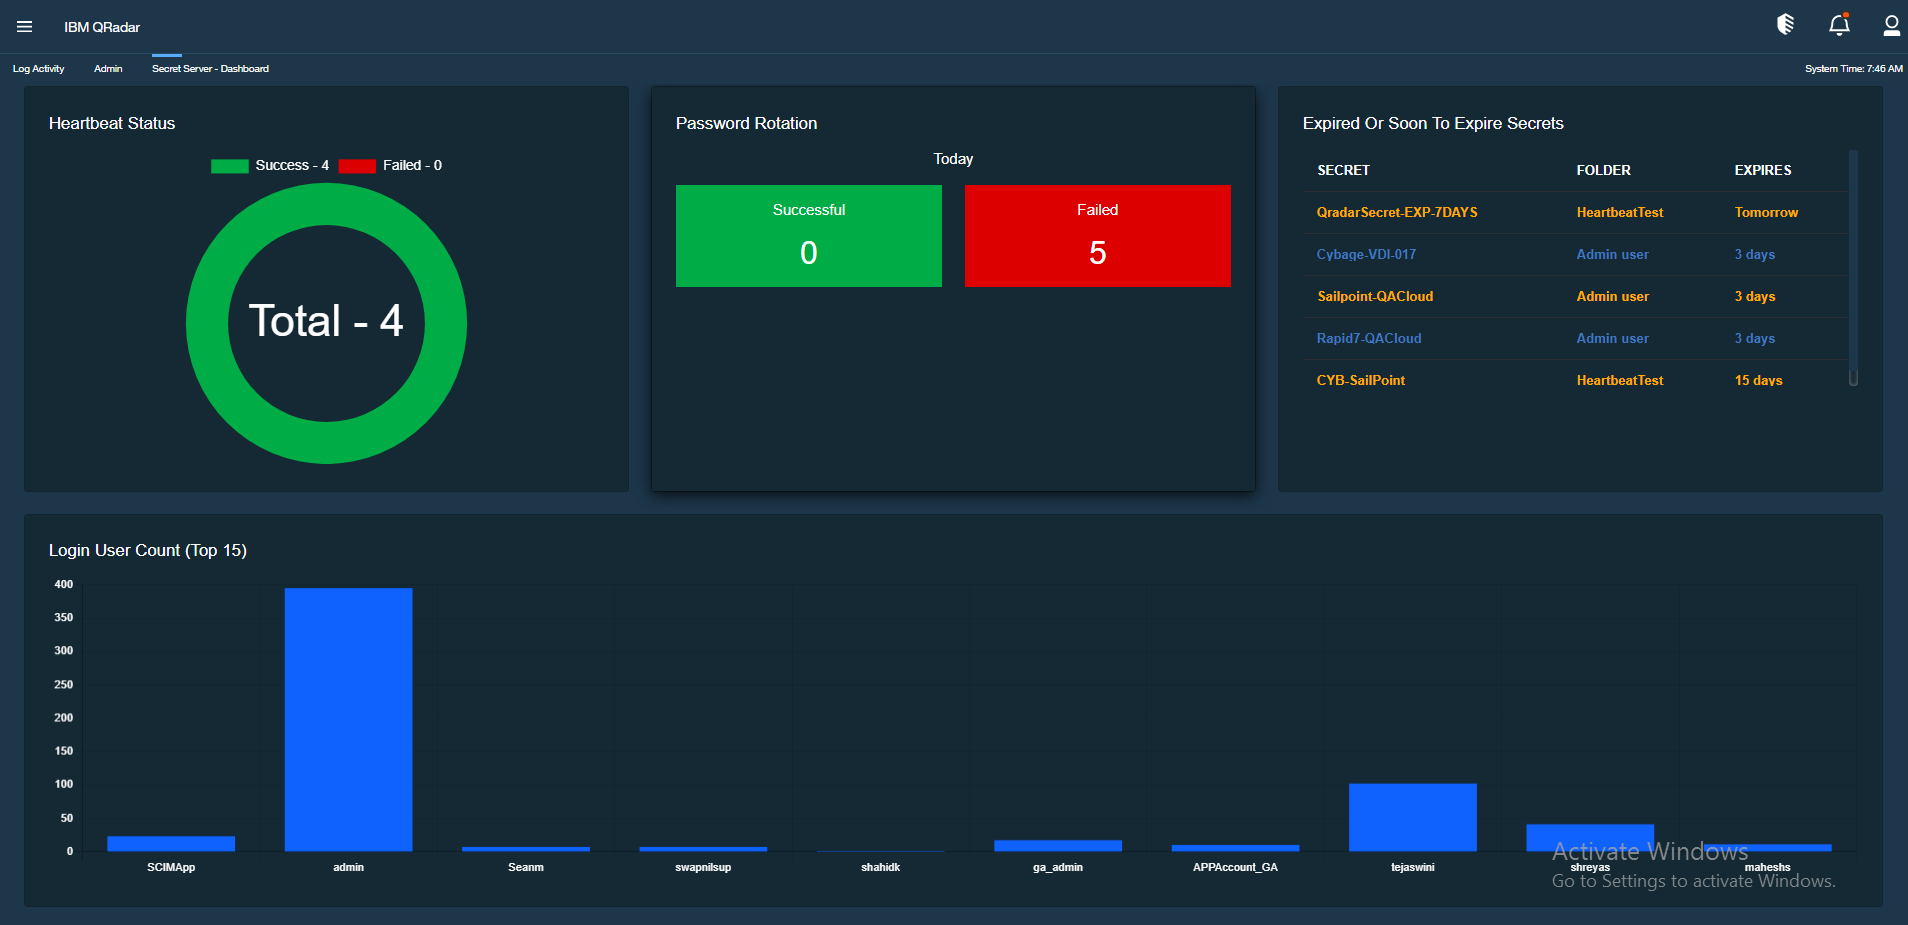 IBM QRadar
Log Activity Admin Secret Server - Dashboard System Time: 7:46 AM
Heartbeat Status
Success - 4 Failed - 0
Total - 4
Password Rotation
Today
Successful
0
Failed
5
Expired Or Soon To Expire Secrets
SECRET FOLDER EXPIRES
QradarSecret-EXP-7DAYS HeartbeatTest Tomorrow
Cybage-VDI-017 Admin user 3 days
Sailpoint-QACloud Admin user 3 days
Rapid7-QACloud Admin user 3 days
CYB-SailPoint HeartbeatTest 15 days
Login User Count (Top 15)
400
350
300
250
200
150
100
50
0
SCIMApp admin Seanm swapnilsup shahidk ga_admin APPAccount_GA tejaswini shreyas maheshs
Activate Windows
Go to Settings to activate Windows.